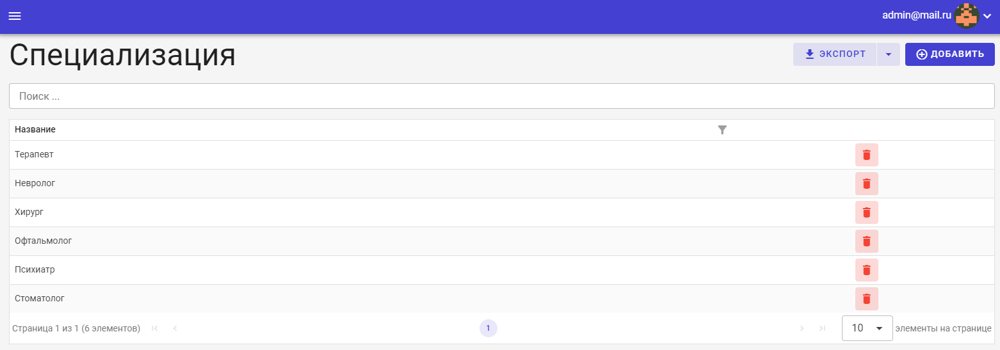 admin@mail.ru
Специализация
ЭКСПОРТ
ДОБАВИТЬ
Поиск ...
Название
Терапевт
Невролог
Хирург
Офтальмолог
Психиатр
Стоматолог
Страница 1 из 1 (6 элементов) 1 10 элементы на странице